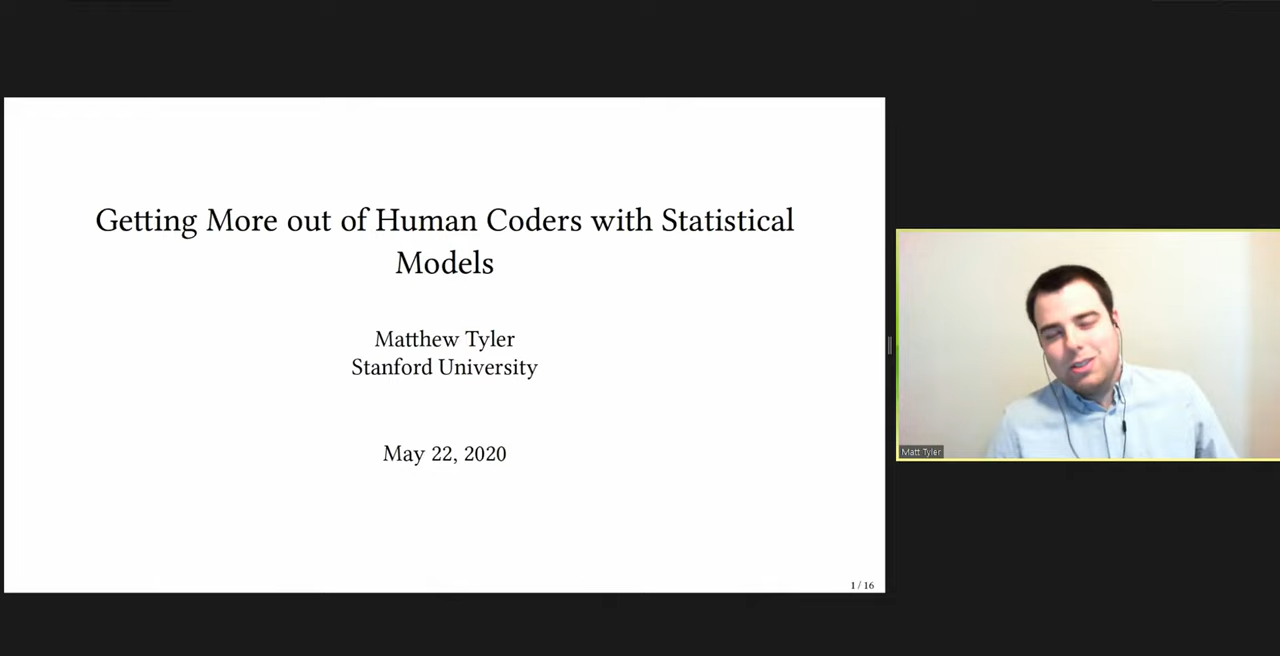 Getting More out of Human Coders with Statistical
Models
Matthew Tyler
Stanford University
May 22, 2020
1 / 16
Matt Tyler